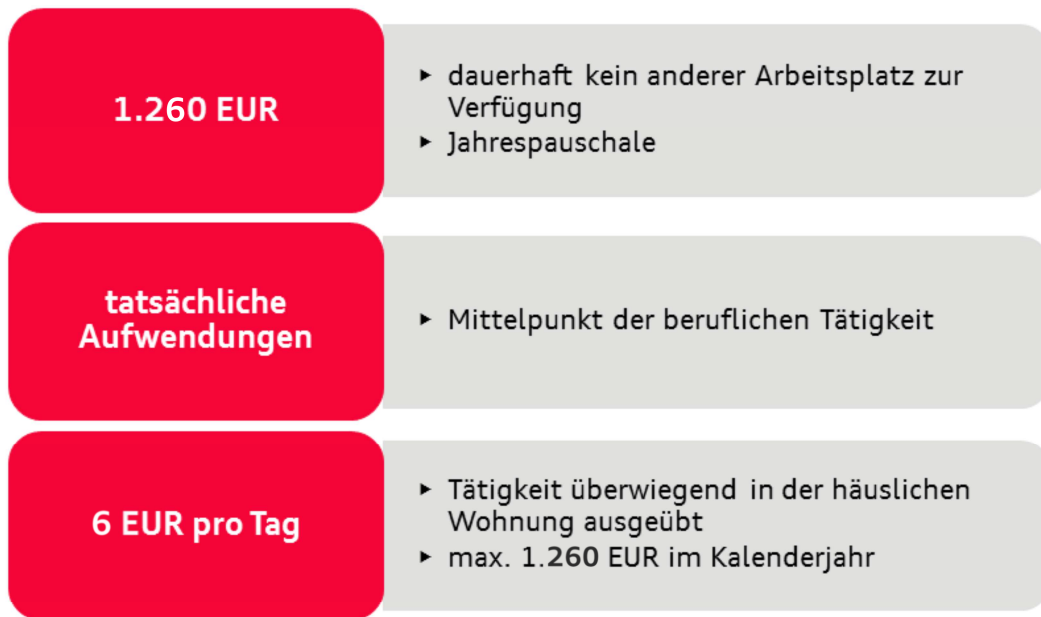 1.260 EUR
▸ dauerhaft kein anderer Arbeitsplatz zur
Verfügung
▸ Jahrespauschale
tatsächliche
Aufwendungen
▸ Mittelpunkt der beruflichen Tätigkeit
6 EUR pro Tag
▸ Tätigkeit überwiegend in der häuslichen
Wohnung ausgeübt
▸ max. 1.260 EUR im Kalenderjahr